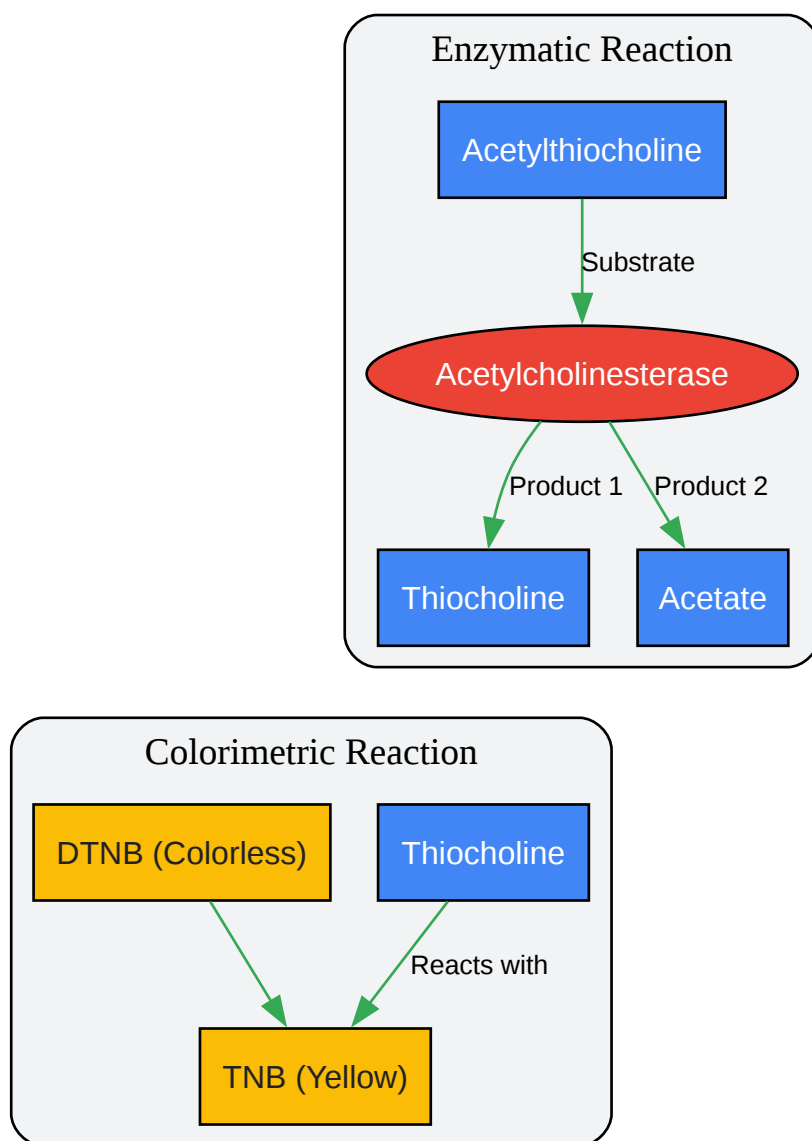 Enzymatic Reaction
Acetylthiocholine
Substrate
Acetylcholinesterase
Product 1
Product 2
Thiocholine
Acetate
Colorimetric Reaction
DTNB (Colorless)
Thiocholine
Reacts with
TNB (Yellow)